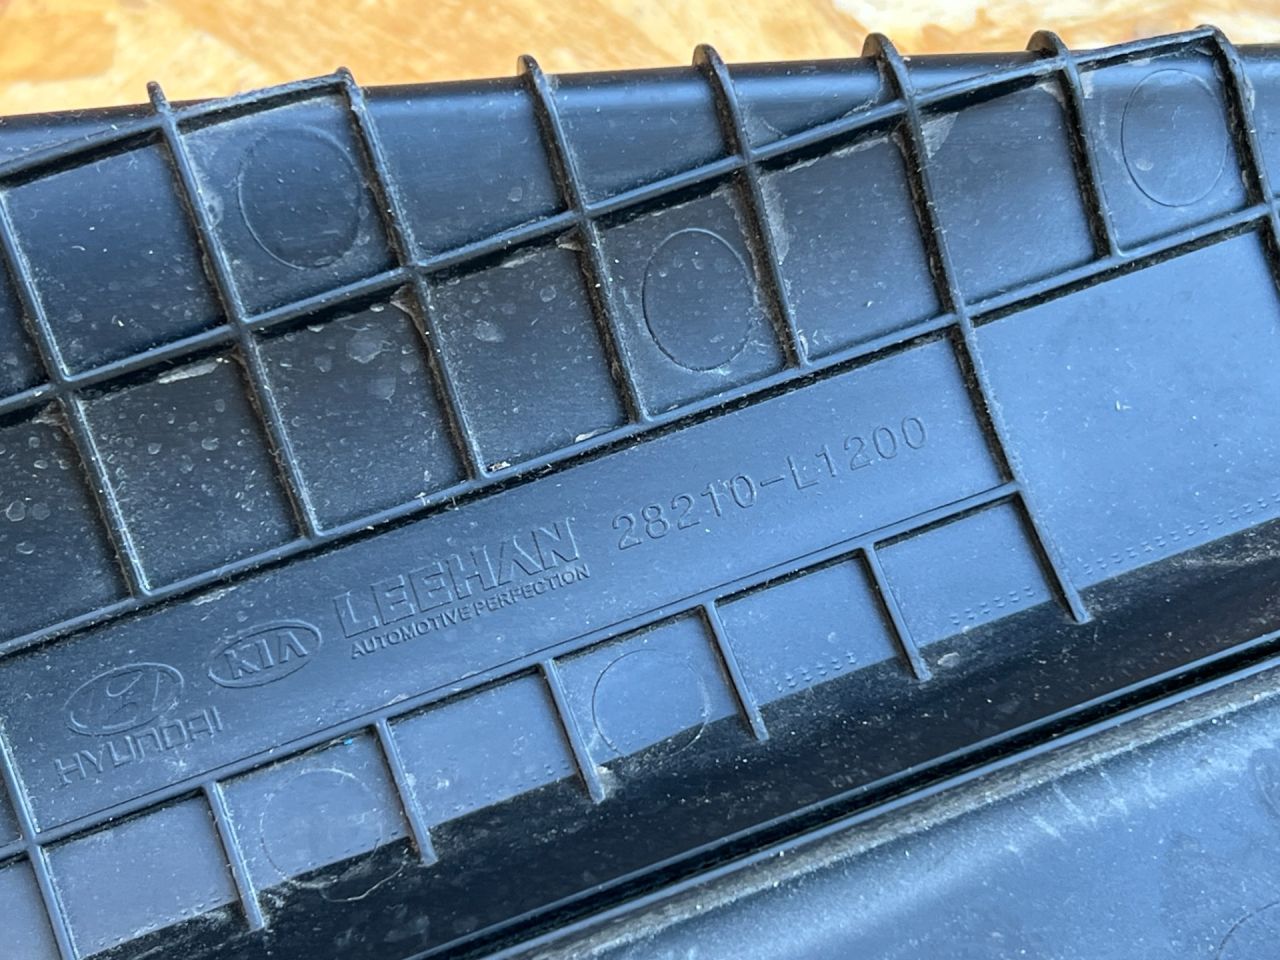 HYUNDAI
KIA
LEEHAN
AUTOMOTIVE PERFECTION
28210-L1200